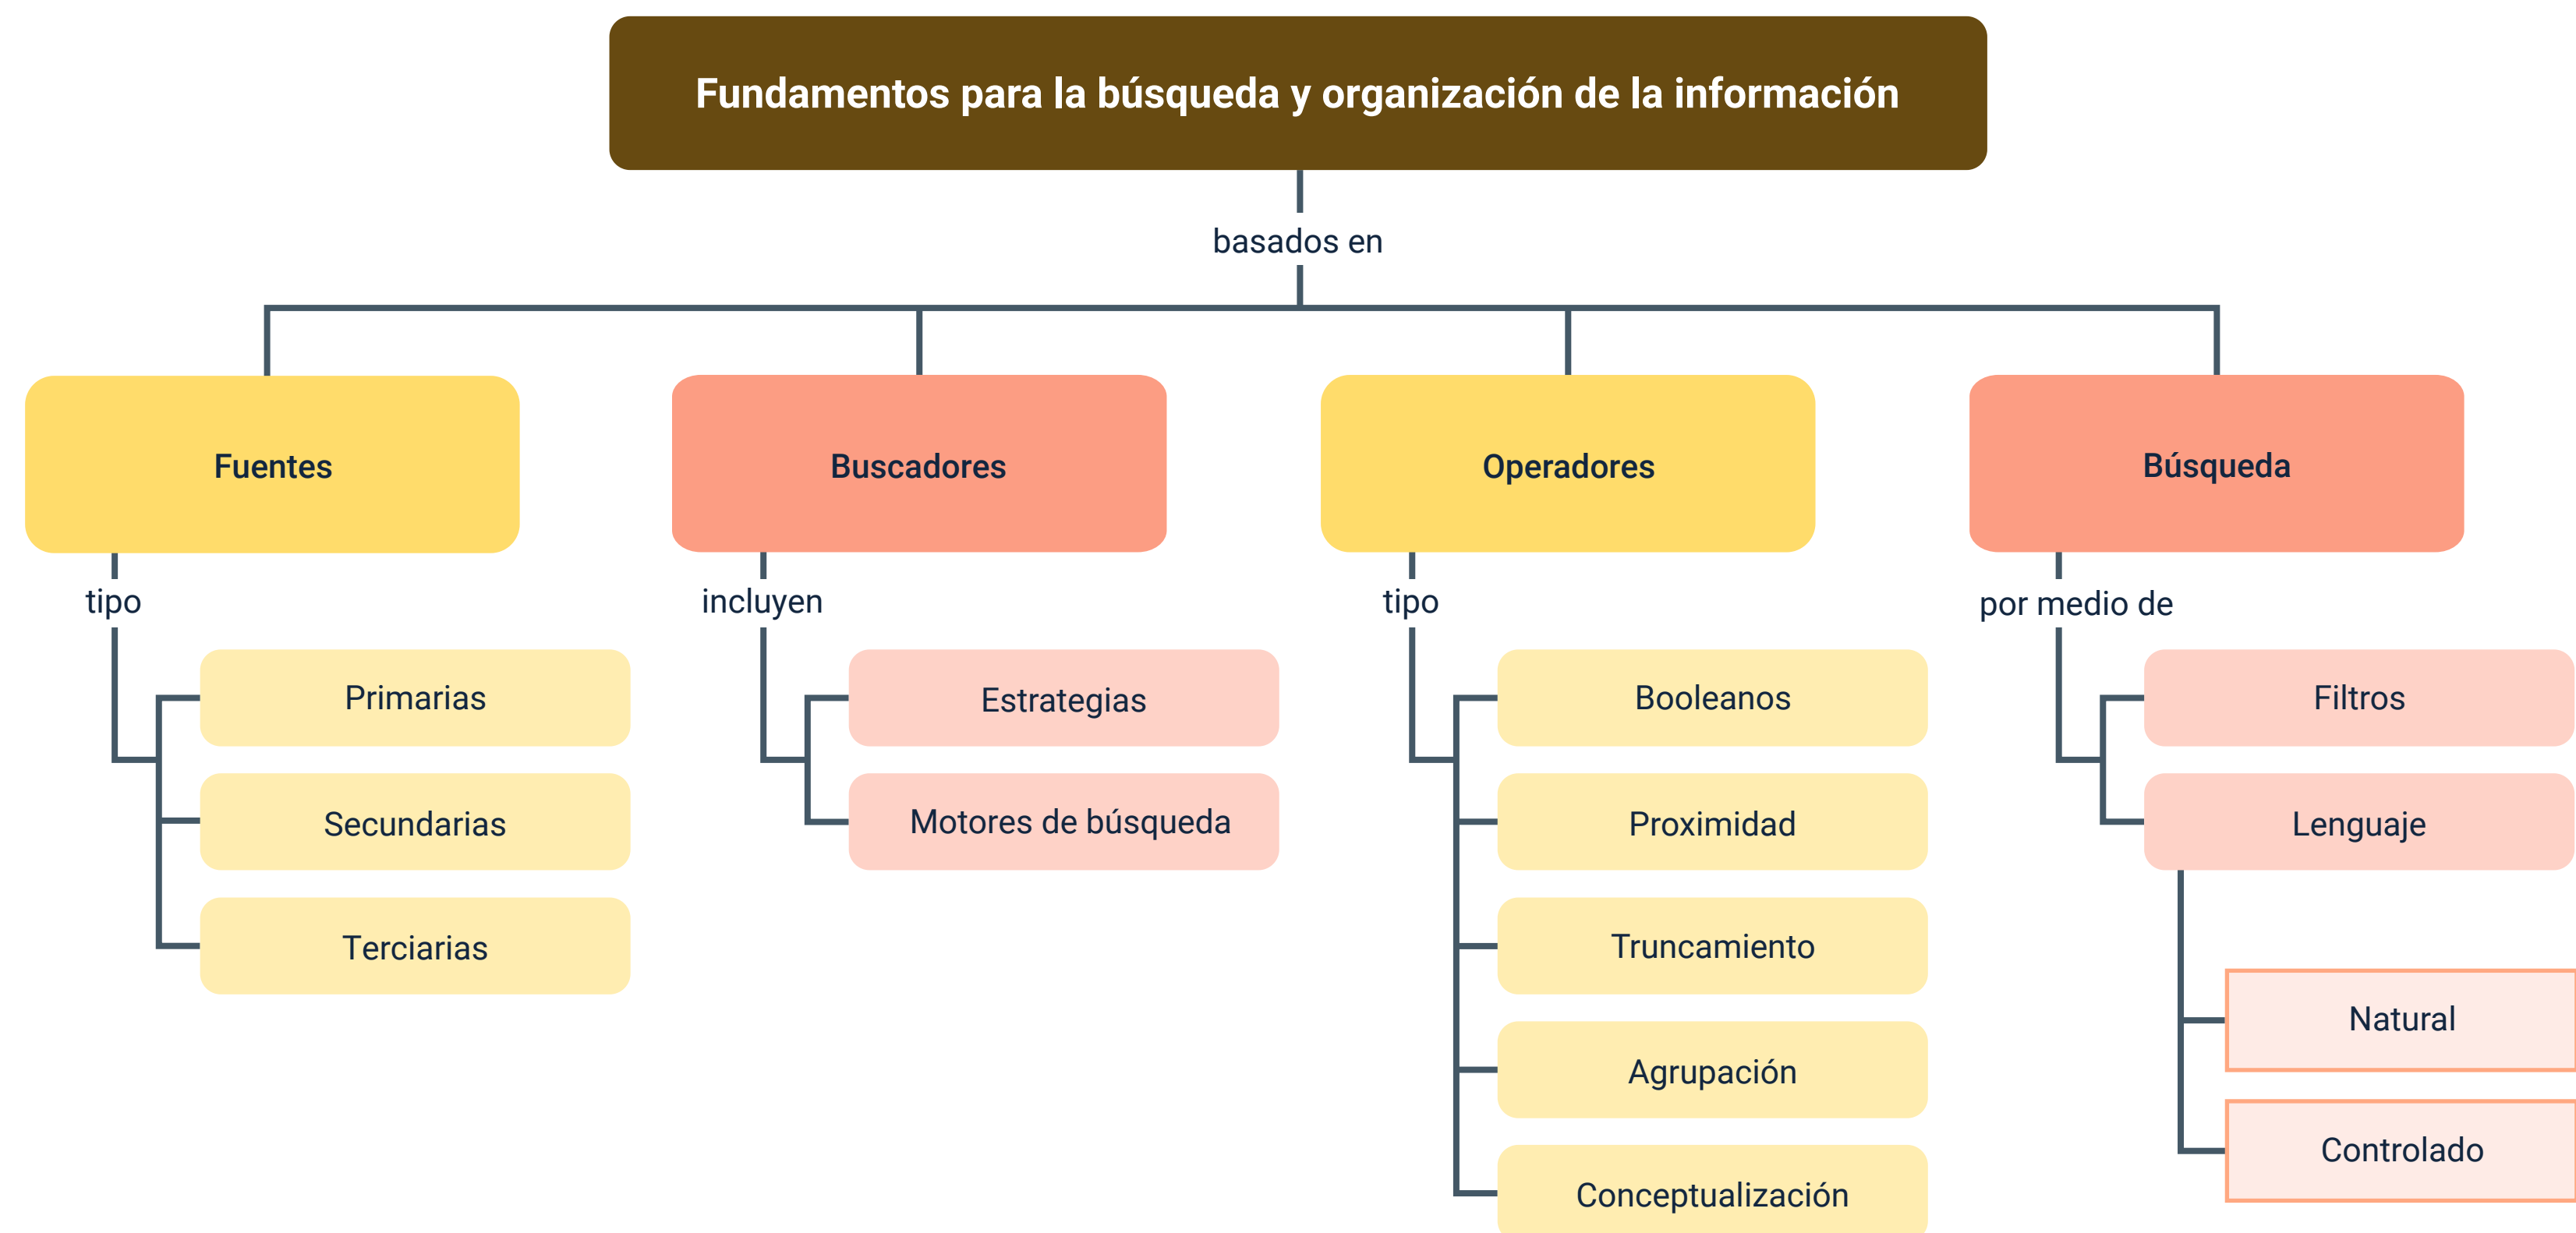 Fundamentos para la búsqueda y organización de la información
basados en
Fuentes
Buscadores
Operadores
Búsqueda
tipo
incluyen
tipo
por medio de
Primarias
Secundarias
Terciarias
Estrategias
Motores de búsqueda
Booleanos
Proximidad
Truncamiento
Agrupación
Conceptualización
Filtros
Lenguaje
Natural
Controlado